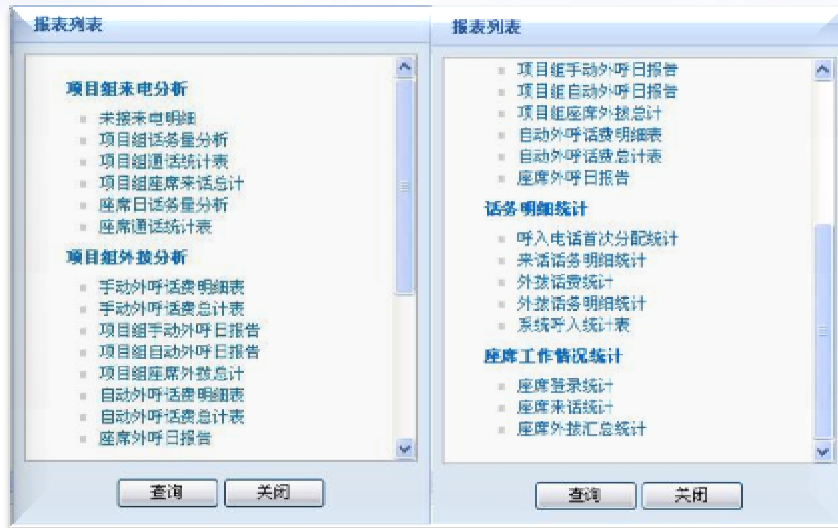 报表列表
项目组来电分析
未接来电明细
项目组话务量分析
项目组通话统计表
项目组座席来话总计
座席日话务量分析
座席通话统计表
项目组外拨分析
手动外呼话费明细表
手动外呼话费总计表
项目组手动外呼日报告
项目组自动外呼日报告
项目组座席外拨总计
自动外呼话费明细表
自动外呼话费总计表
座席外呼日报告
查询 关闭
报表列表
项目组手动外呼日报告
项目组自动外呼日报告
项目组座席外拨总计
自动外呼话费明细表
自动外呼话费总计表
座席外呼日报告
话务明细统计
呼入电话首次分配统计
来话话务明细统计
外拨话费统计
外拨话务明细统计
系统呼入统计表
座席工作情况统计
座席登录统计
座席来话统计
座席外拨汇总统计
查询 关闭